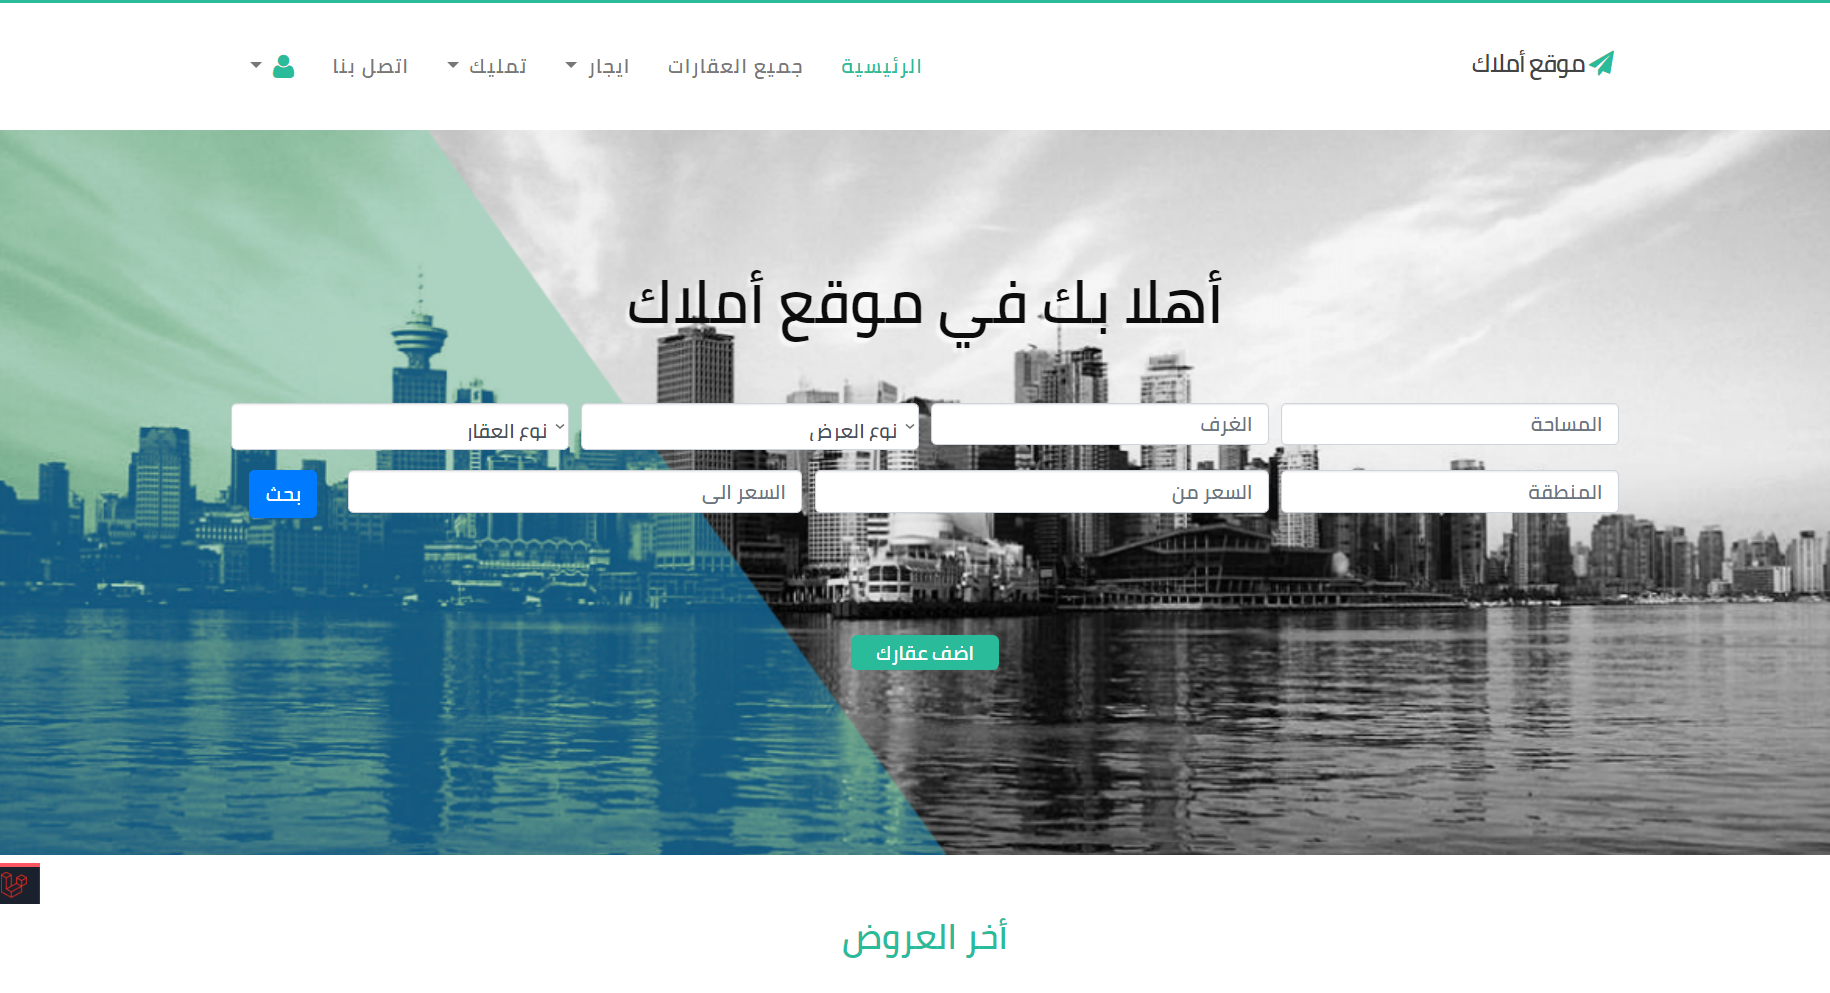 موقع أملاك
الرئيسية
جميع العقارات
ايجار
تمليك
اتصل بنا
أهلا بك في موقع أملاك
المساحة
الغرف
نوع العرض
نوع العقار
المنطقة
السعر من
السعر الى
بحث
اضف عقارك
أخر العروض